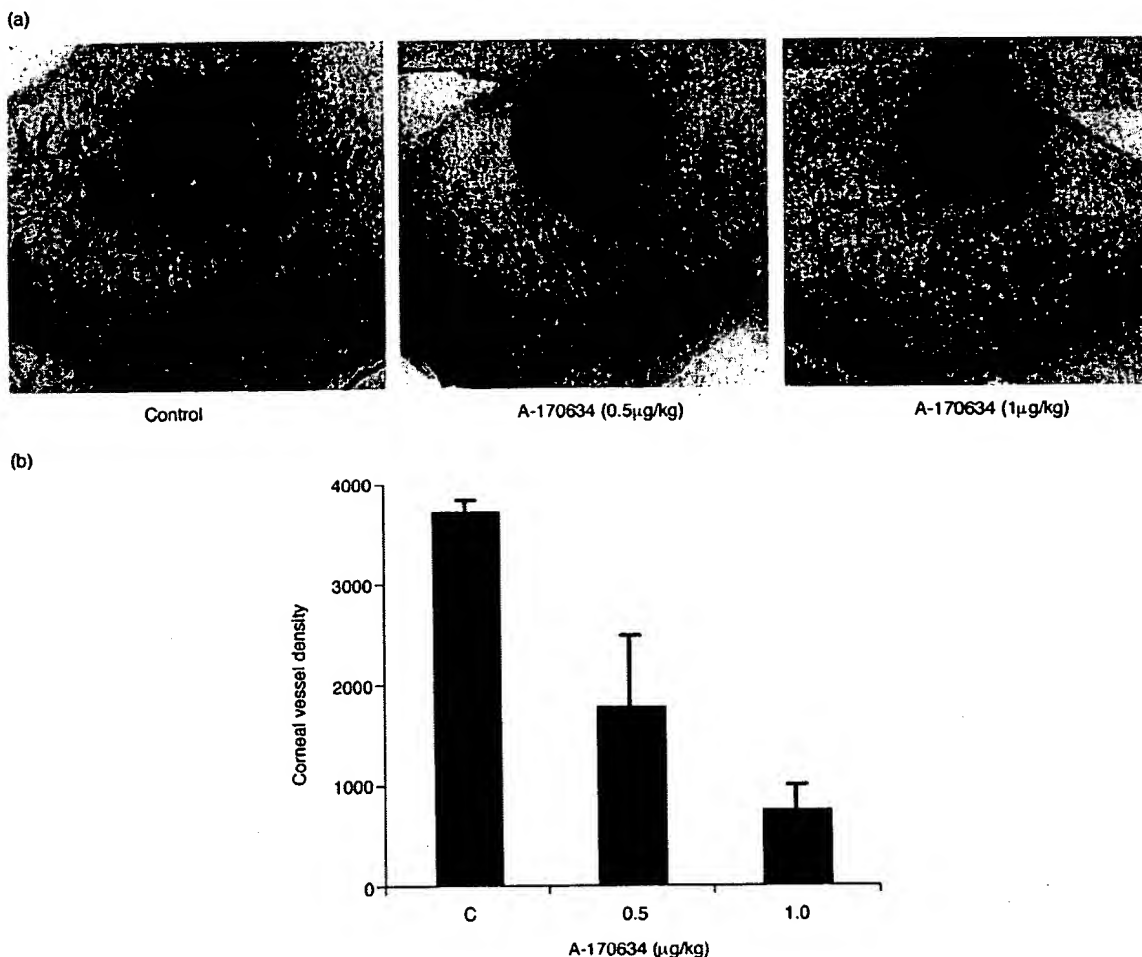 (a)
Control
A-170634 (0.5µg/kg)
A-170634 (1µg/kg)
(b)
4000
3000
2000
1000
0
Corneal vessel density
C
0.5
1.0
A-170634 (µg/kg)